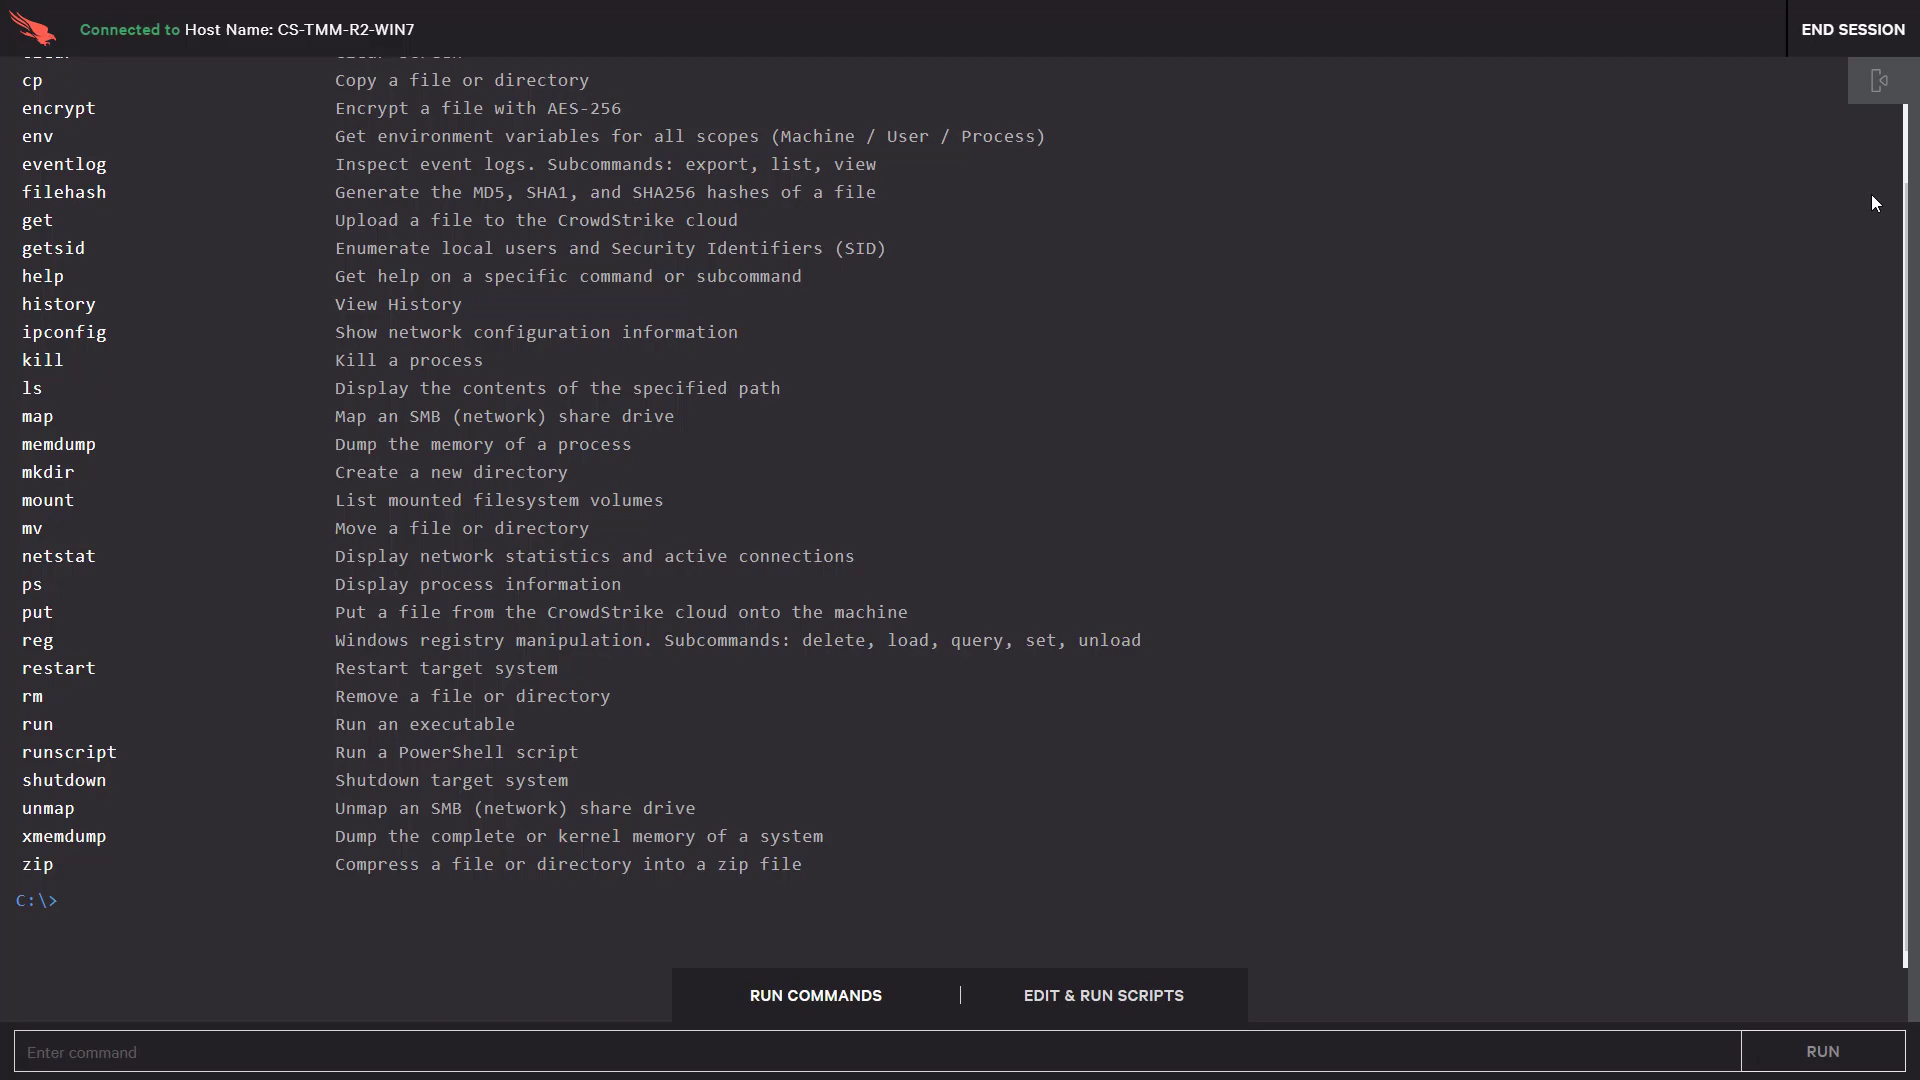 Connected to Host Name: CS-TMM-R2-WIN7
END SESSION
cp Copy a file or directory
encrypt Encrypt a file with AES-256
env Get environment variables for all scopes (Machine / User / Process)
eventlog Inspect event logs. Subcommands: export, list, view
filehash Generate the MD5, SHA1, and SHA256 hashes of a file
get Upload a file to the CrowdStrike cloud
getsid Enumerate local users and Security Identifiers (SID)
help Get help on a specific command or subcommand
history View History
ipconfig Show network configuration information
kill Kill a process
ls Display the contents of the specified path
map Map an SMB (network) share drive
memdump Dump the memory of a process
mkdir Create a new directory
mount List mounted filesystem volumes
mv Move a file or directory
netstat Display network statistics and active connections
ps Display process information
put Put a file from the CrowdStrike cloud onto the machine
reg Windows registry manipulation. Subcommands: delete, load, query, set, unload
restart Restart target system
rm Remove a file or directory
run Run an executable
runscript Run a PowerShell script
shutdown Shutdown target system
unmap Unmap an SMB (network) share drive
xmemdump Dump the complete or kernel memory of a system
zip Compress a file or directory into a zip file
C:\>
RUN COMMANDS
EDIT & RUN SCRIPTS
Enter command
RUN